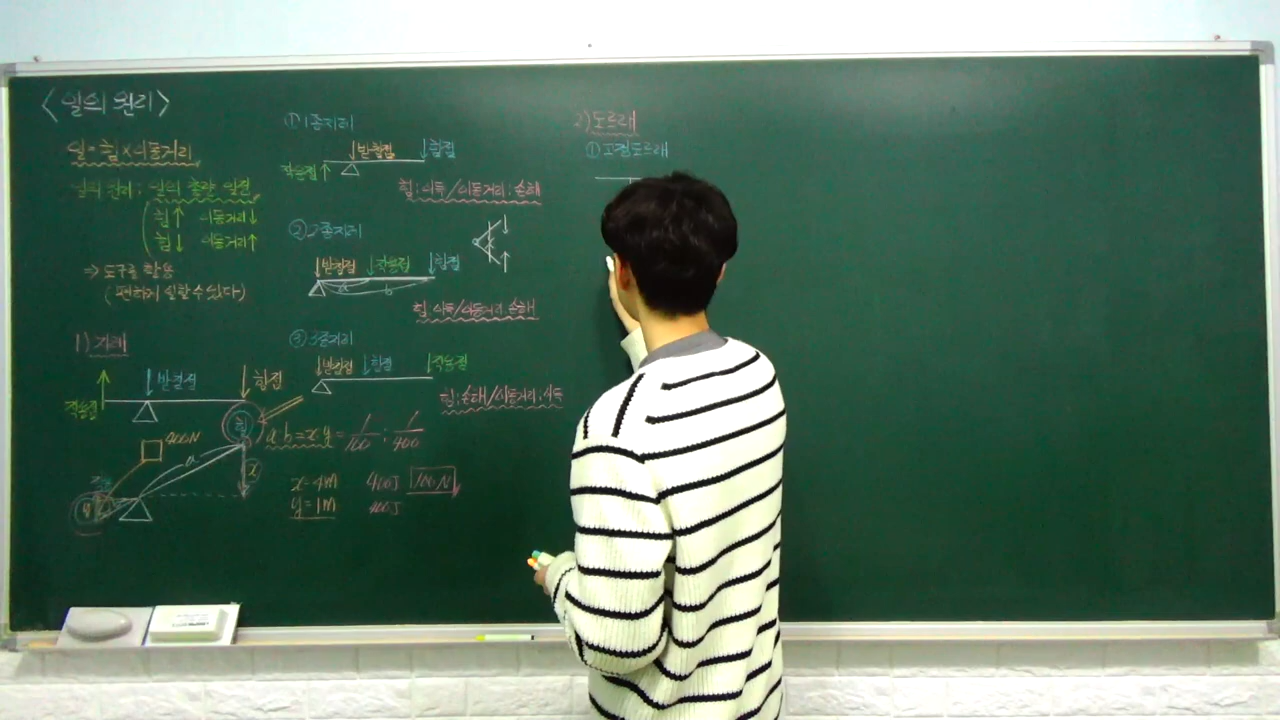 <일의 원리>
일=힘×이동거리
일의 원리 : 일의 총량 일정
힘↑ 이동거리↓
힘↓ 이동거리↑
⇒ 도구를 활용
(편하게 일할 수 있다)
1) 지레
작용점 받침점 힘점
400N
a
x
y
힘
①1종지레
작용점↑ ↓받침점 ↓힘점
힘:이득/이동거리:손해
②2종지레
↓받침점 ↓작용점 ↓힘점
a b
힘:이득/이동거리:손해
③3종지레
↓받침점 ↓힘점 ↓작용점
힘:손해/이동거리:이득
a:b=x:y=1/100:1/400
x=4m 400J 100N
y=1m 400J
2)도르래
①고정도르래